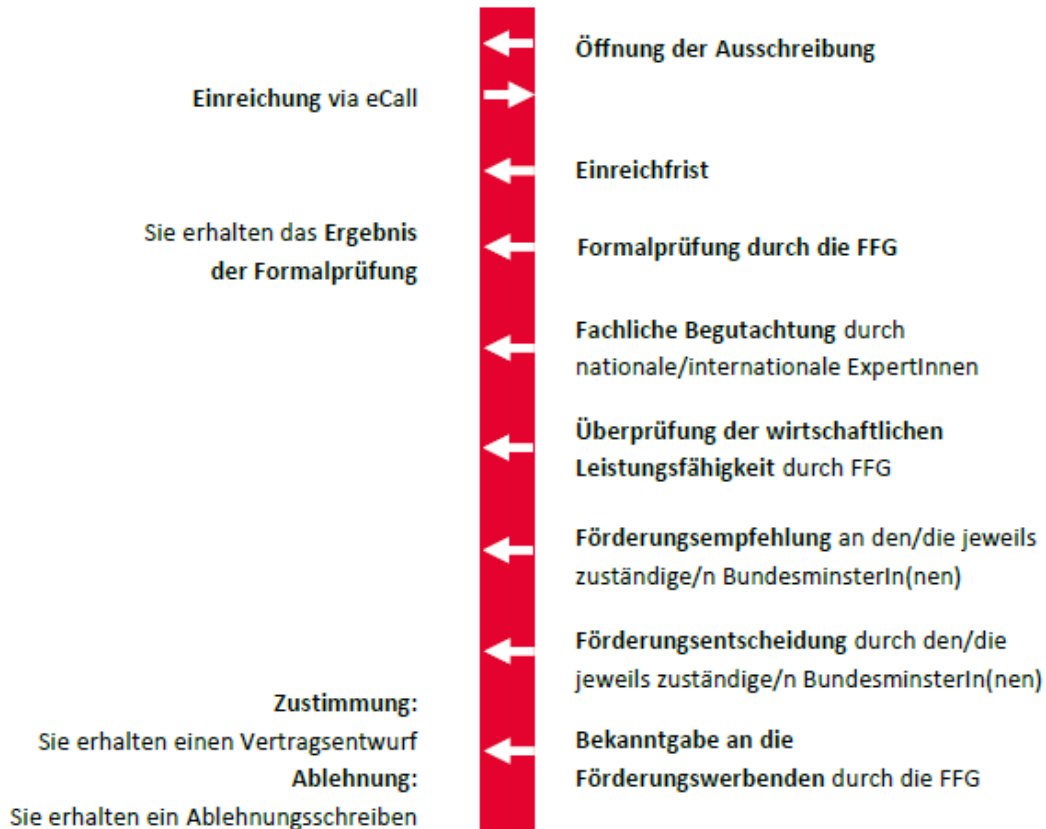 Öffnung der Ausschreibung
Einreichung via eCall
Einreichfrist
Sie erhalten das Ergebnis
der Formalprüfung
Formalprüfung durch die FFG
Fachliche Begutachtung durch
nationale/internationale ExpertInnen
Überprüfung der wirtschaftlichen
Leistungsfähigkeit durch FFG
Förderungsempfehlung an den/die jeweils
zuständige/n BundesminsterIn(nen)
Förderungsentscheidung durch den/die
jeweils zuständige/n BundesminsterIn(nen)
Zustimmung:
Sie erhalten einen Vertragsentwurf
Ablehnung:
Sie erhalten ein Ablehnungsschreiben
Bekanntgabe an die
Förderungswerbenden durch die FFG